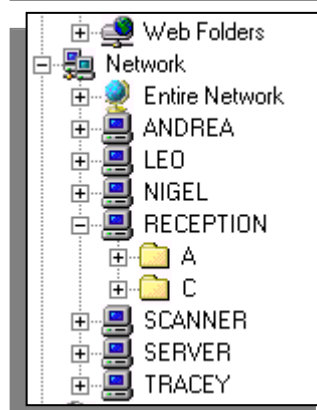 Web Folders
Network
Entire Network
ANDREA
LEO
NIGEL
RECEPTION
A
C
SCANNER
SERVER
TRACEY